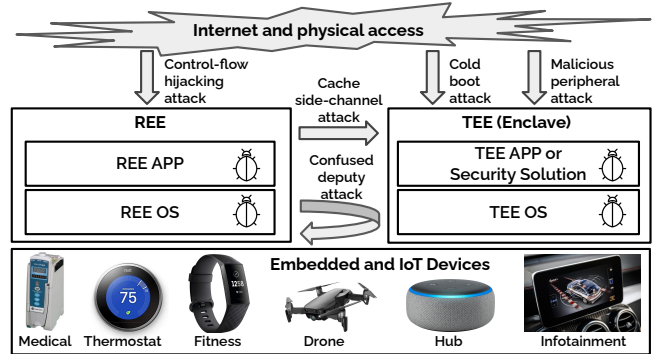 Internet and physical access
Control-flow
hijacking
attack
Cache
side-channel
attack
Cold
boot
attack
Malicious
peripheral
attack
REE
REE APP
REE OS
Confused
deputy
attack
TEE (Enclave)
TEE APP or
Security Solution
TEE OS
Embedded and IoT Devices
75
12:58
Medical
Thermostat
Fitness
Drone
Hub
Infotainment